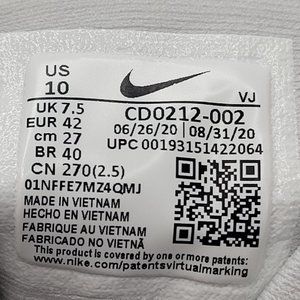 US
10
VJ
UK 7.5
EUR 42
cm 27
BR 40
CN 270(2.5)
01NFFE7MZ4QMJ
CD0212-002
06/26/20 08/31/20
UPC 00193151422064
MADE IN VIETNAM
HECHO EN VIETNAM
FABRIQUE AU VIETNAM
FABRICADO NO VIETNAM
This product is covered by one or more of
www.nike.com/patentsvirtualmarking